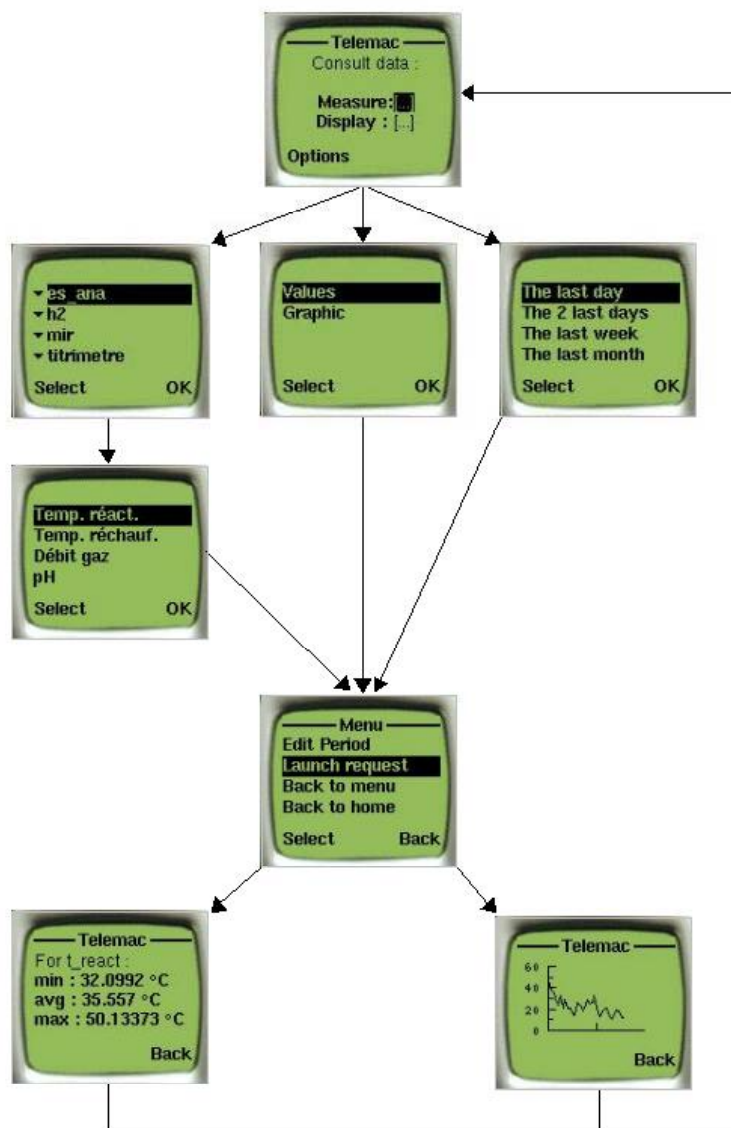 Telemac
Consult data :
Measure:[...]
Display : [...]
Options
es_ana
h2
mir
titrimetre
Select OK
Values
Graphic
Select OK
The last day
The 2 last days
The last week
The last month
Select OK
Temp. réact.
Temp. réchauf.
Débit gaz
pH
Select OK
Menu
Edit Period
Launch request
Back to menu
Back to home
Select Back
Telemac
For t_react :
min : 32.0992 °C
avg : 35.557 °C
max : 50.13373 °C
Back
Telemac
60
40
20
0
Back